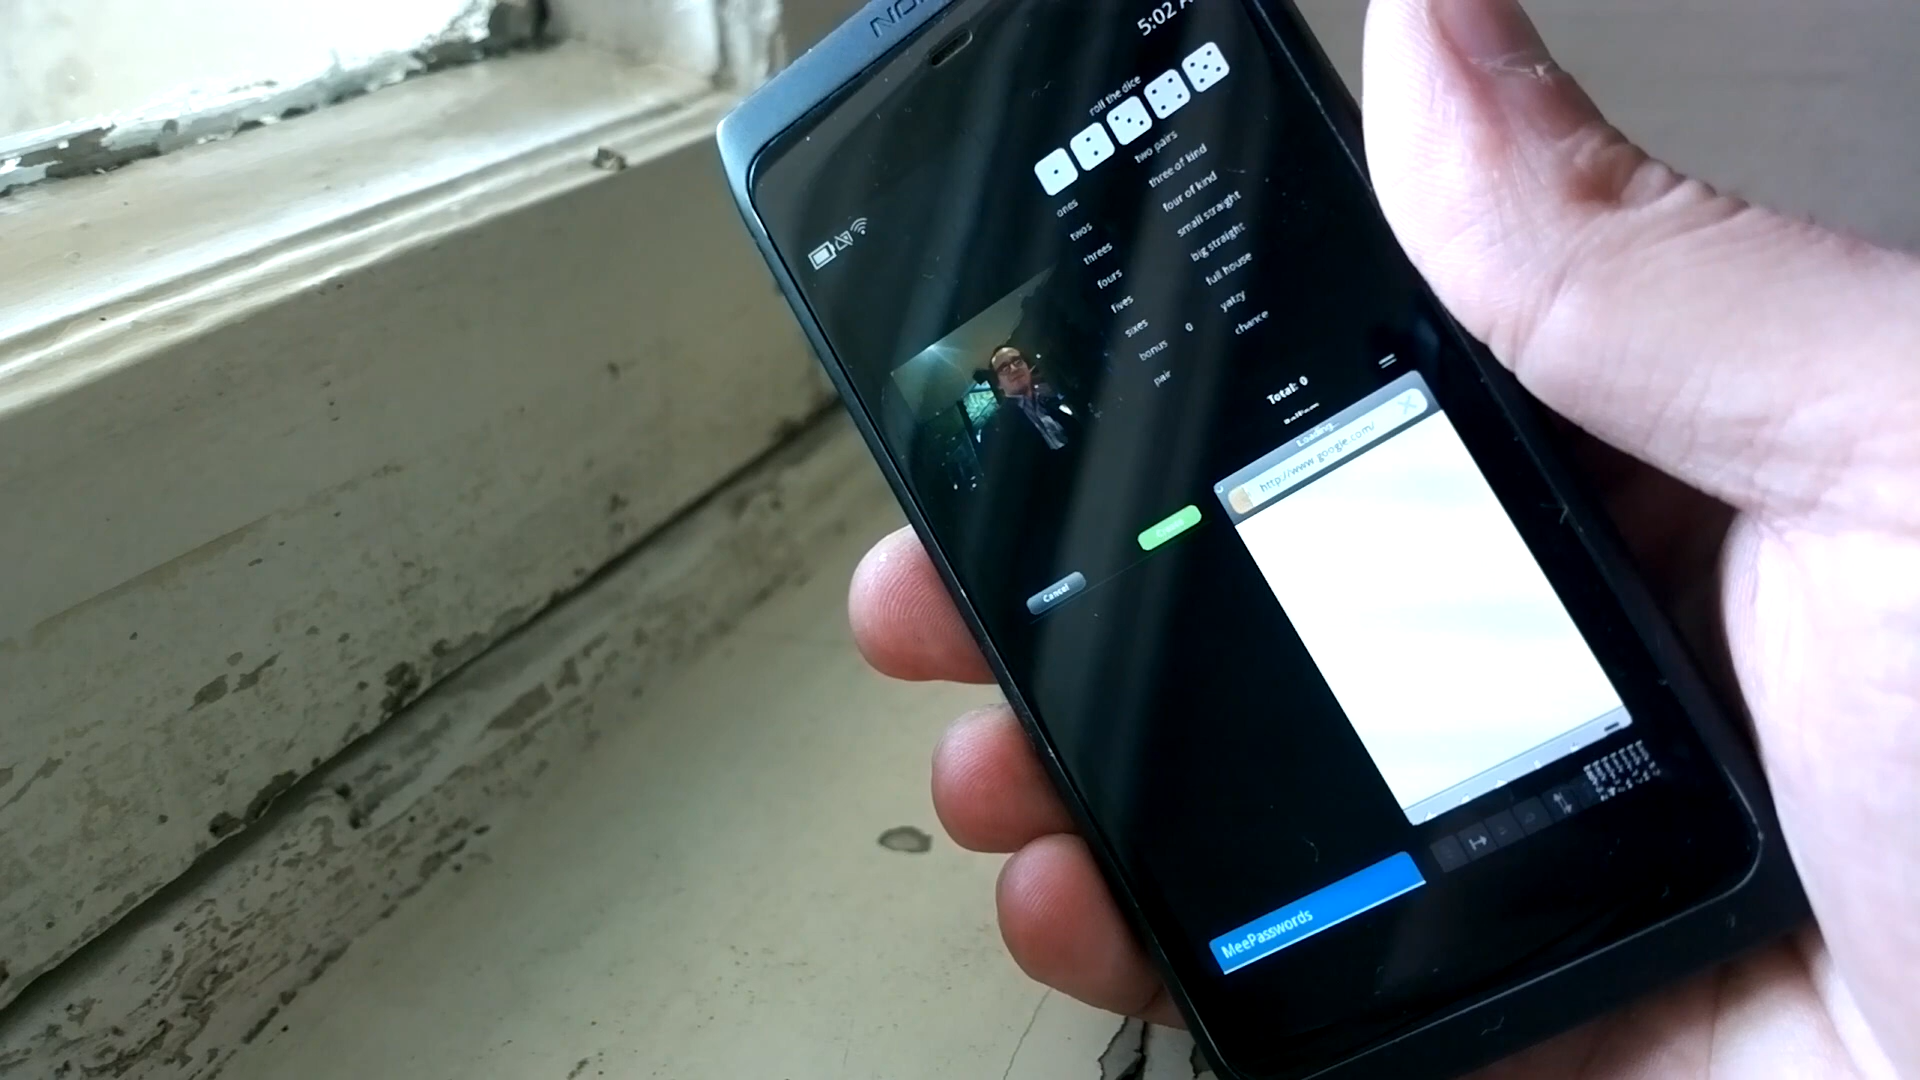 5:02
roll the dice
ones
twos
threes
fours
fives
sixes
bonus 0
pair
two pairs
three of kind
four of kind
small straight
big straight
full house
yatzy
chance
Total: 0
Loading...
http://www.google.com/
Cancel
MeePasswords